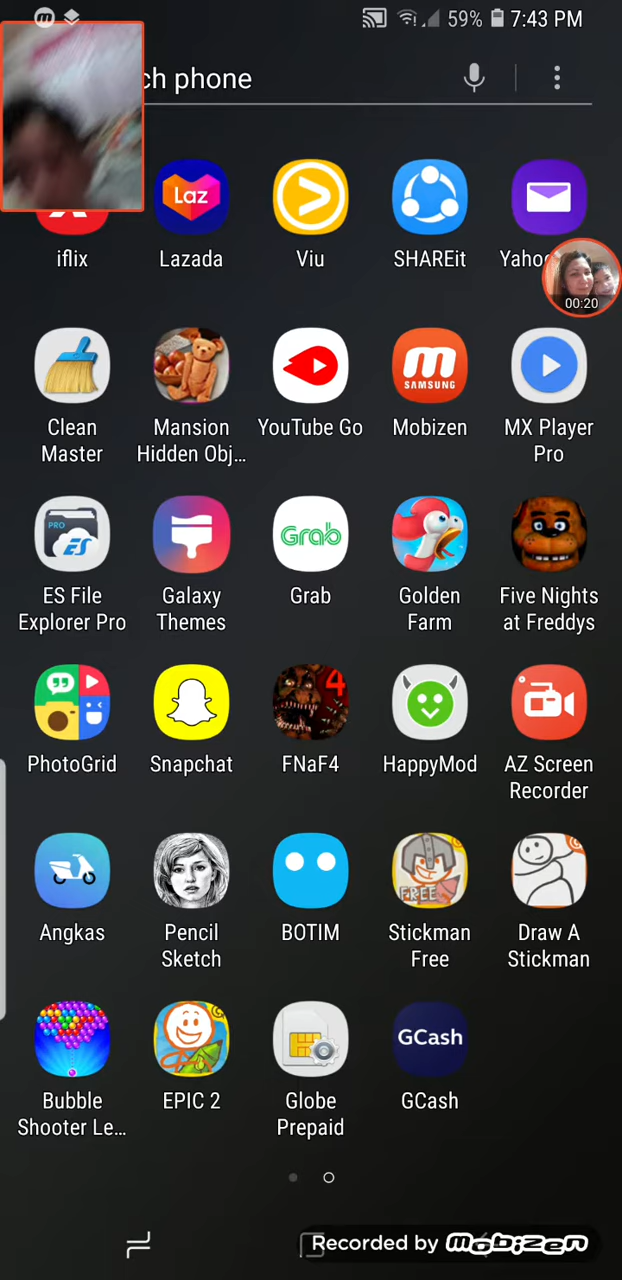 59% 7:43 PM
ch phone
Laz
iflix
Lazada
Viu
SHAREit
Yahoo
00:20
SAMSUNG
Clean
Master
Mansion
Hidden Obj...
YouTube Go
Mobizen
MX Player
Pro
PRO
ES
Grab
ES File
Explorer Pro
Galaxy
Themes
Grab
Golden
Farm
Five Nights
at Freddys
4
PhotoGrid
Snapchat
FNaF4
HappyMod
AZ Screen
Recorder
FREE
Angkas
Pencil
Sketch
BOTIM
Stickman
Free
Draw A
Stickman
GCash
Bubble
Shooter Le...
EPIC 2
Globe
Prepaid
GCash
Recorded by Mobizen